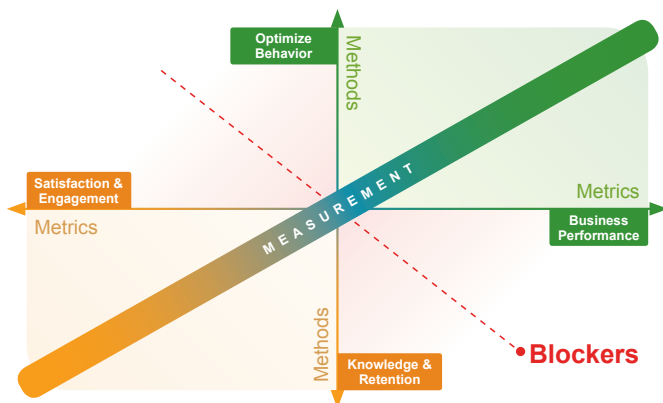 Optimize
Behavior
Methods
Satisfaction &
Engagement
Metrics
MEASUREMENT
Metrics
Business
Performance
Methods
Knowledge &
Retention
Blockers